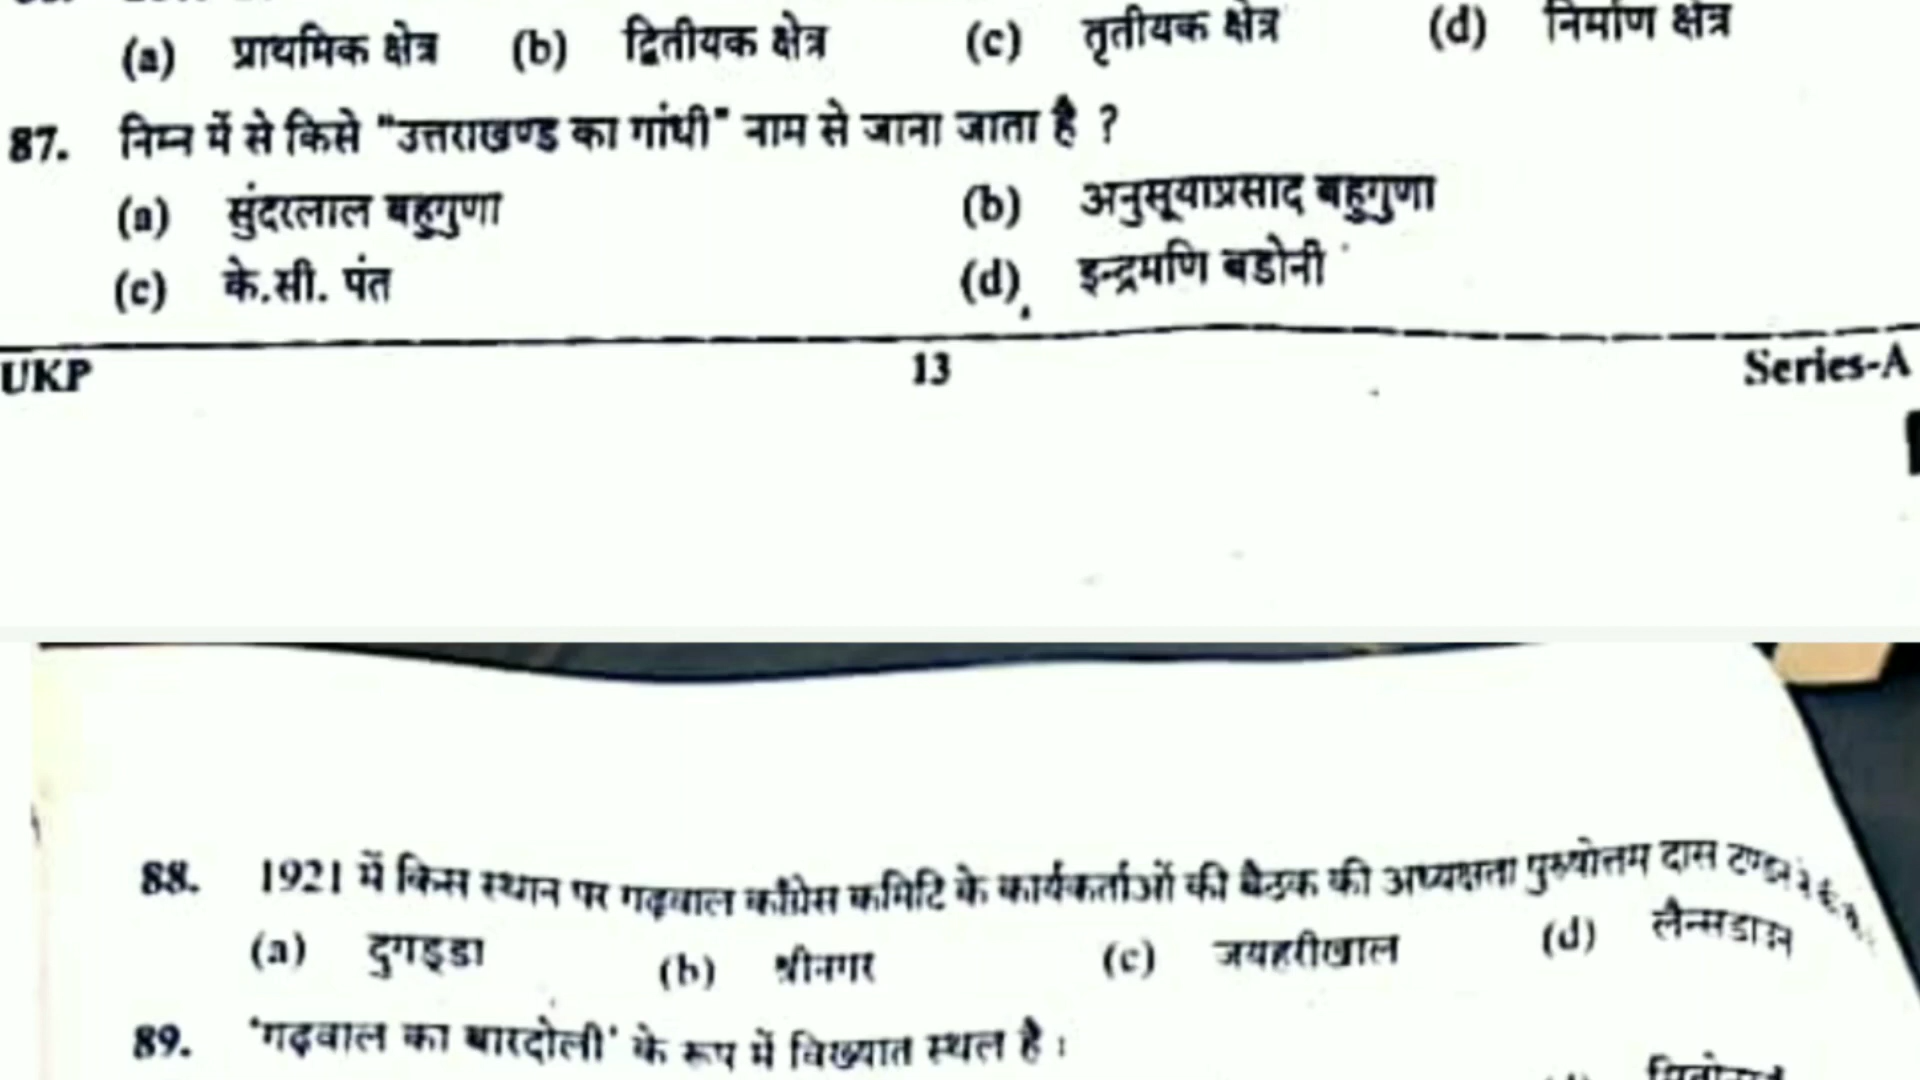 (a) प्राथमिक क्षेत्र (b) द्वितीयक क्षेत्र (c) तृतीयक क्षेत्र (d) निर्माण क्षेत्र
87. निम्न में से किसे "उत्तराखण्ड का गांधी" नाम से जाना जाता है ?
(a) सुंदरलाल बहुगुणा (b) अनुसूयाप्रसाद बहुगुणा
(c) के.सी. पंत (d) इन्द्रमणि बडोनी
UKP 13 Series-A
88. 1921 में किस स्थान पर गढ़वाल काँग्रेस कमिटि के कार्यकर्ताओं की बैठक की अध्यक्षता पुरुषोत्तम दास टण्डन ने
(a) दुगड्डा (b) श्रीनगर (c) जयहरीखाल (d) लैन्सडाउन
89. 'गढ़वाल का बारदोली' के रूप में विख्यात स्थल है :